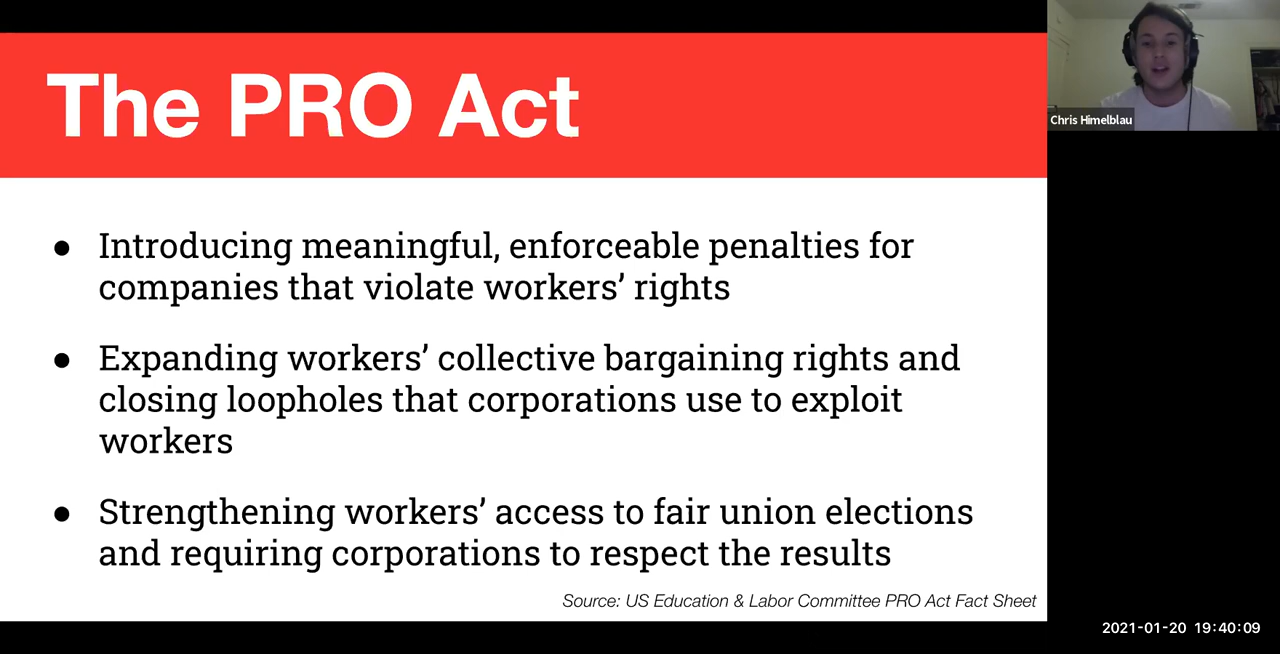 The PRO Act
Chris Himelblau
● Introducing meaningful, enforceable penalties for
companies that violate workers’ rights
● Expanding workers’ collective bargaining rights and
closing loopholes that corporations use to exploit
workers
● Strengthening workers’ access to fair union elections
and requiring corporations to respect the results
Source: US Education & Labor Committee PRO Act Fact Sheet
2021-01-20 19:40:09